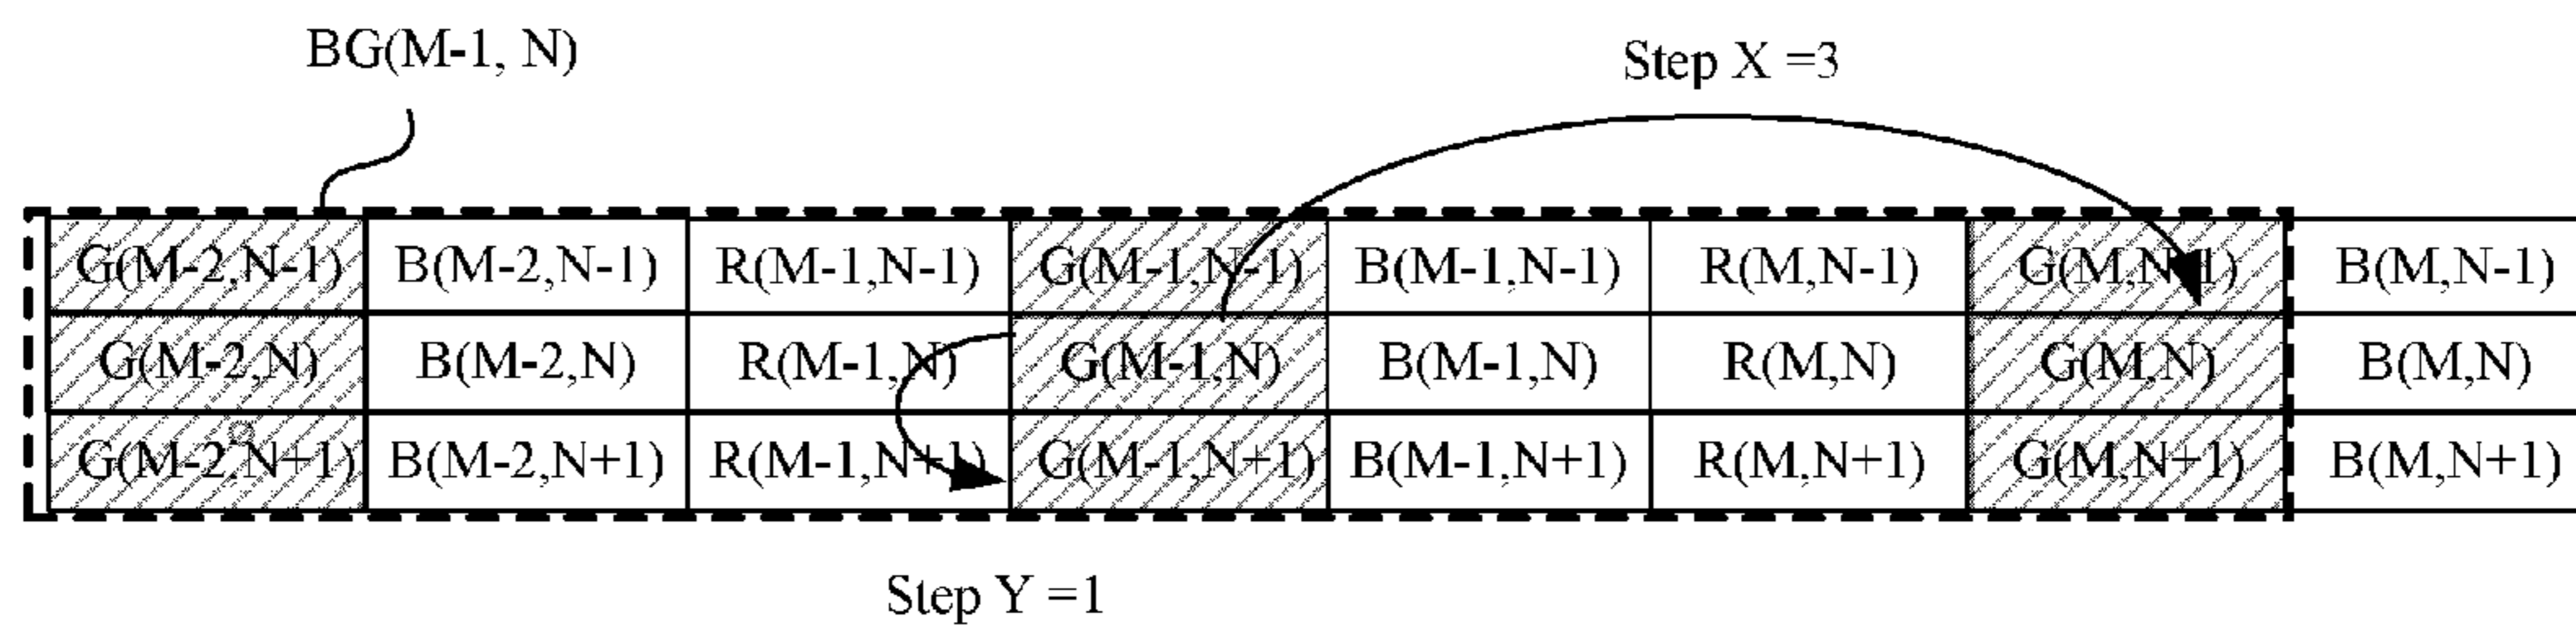 BG(M-1, N)
Step X =3
G(M-2,N-1) B(M-2,N-1) R(M-1,N-1) G(M-1,N-1) B(M-1,N-1) R(M,N-1) G(M,N-1) B(M,N-1)
G(M-2,N) B(M-2,N) R(M-1,N) G(M-1,N) B(M-1,N) R(M,N) G(M,N) B(M,N)
G(M-2,N+1) B(M-2,N+1) R(M-1,N+1) G(M-1,N+1) B(M-1,N+1) R(M,N+1) G(M,N+1) B(M,N+1)
Step Y =1